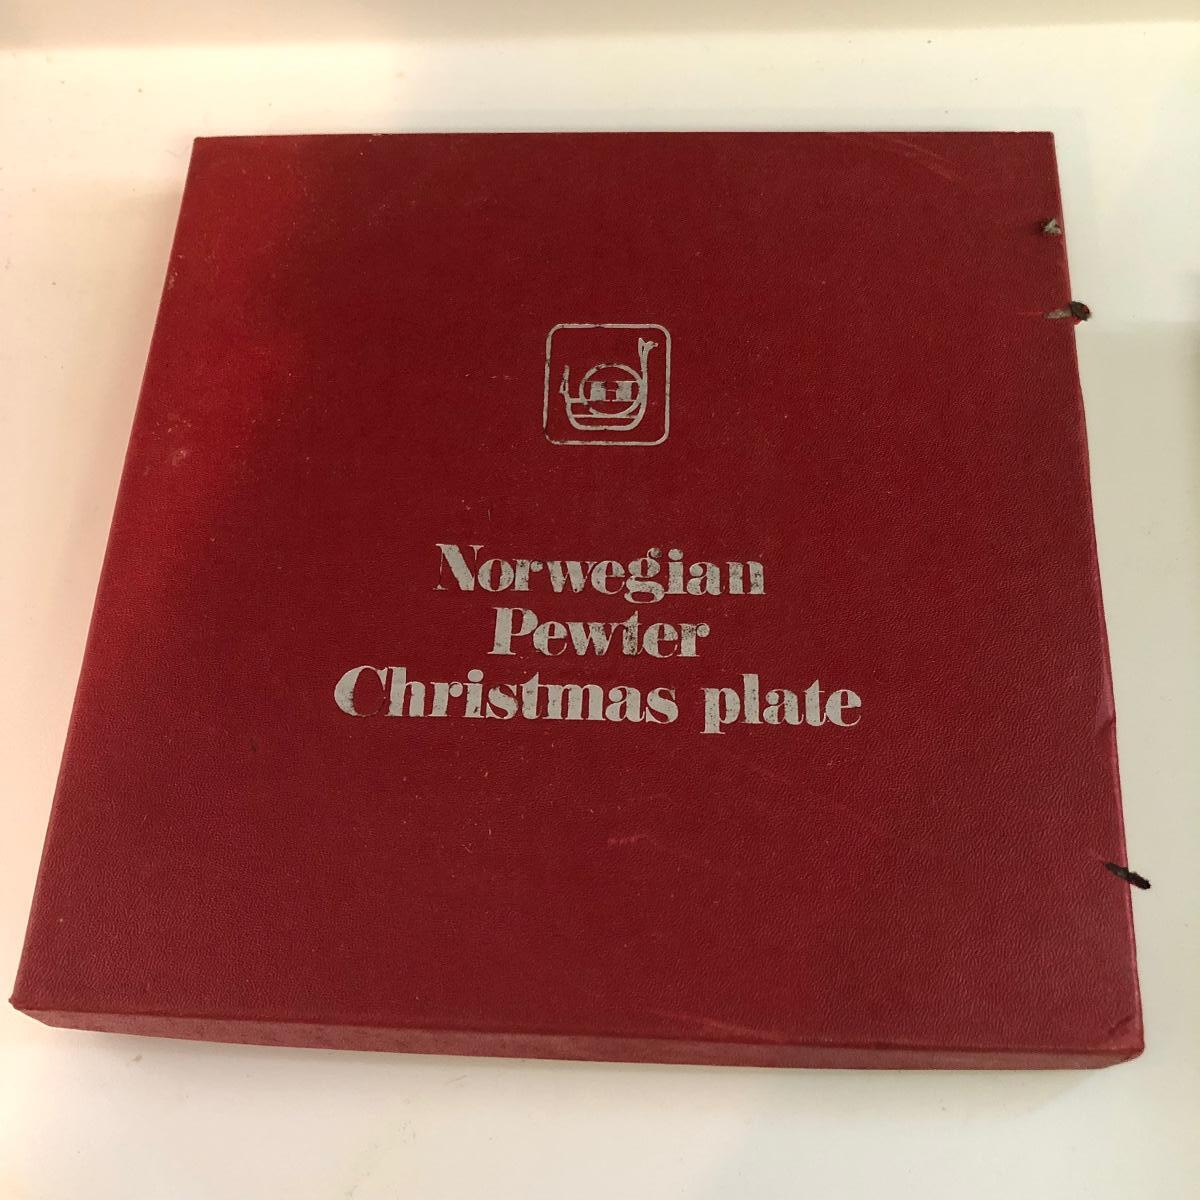 H
Norwegian
Pewter
Christmas plate